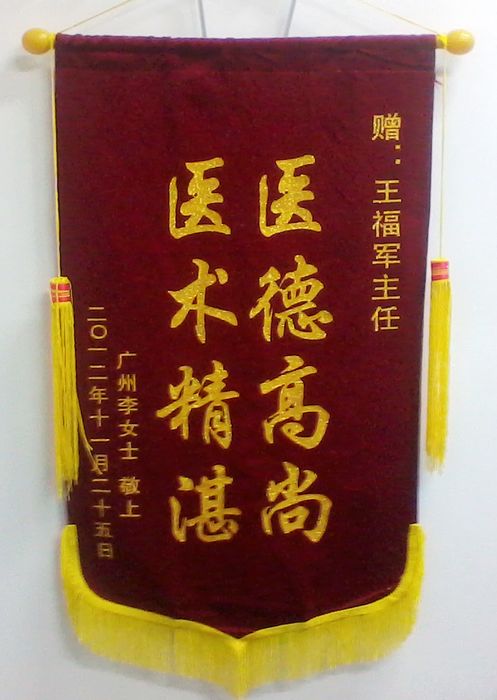 赠：王福军主任
医德高尚
医术精湛
广州李女士 敬上
二〇一二年十一月二十五日